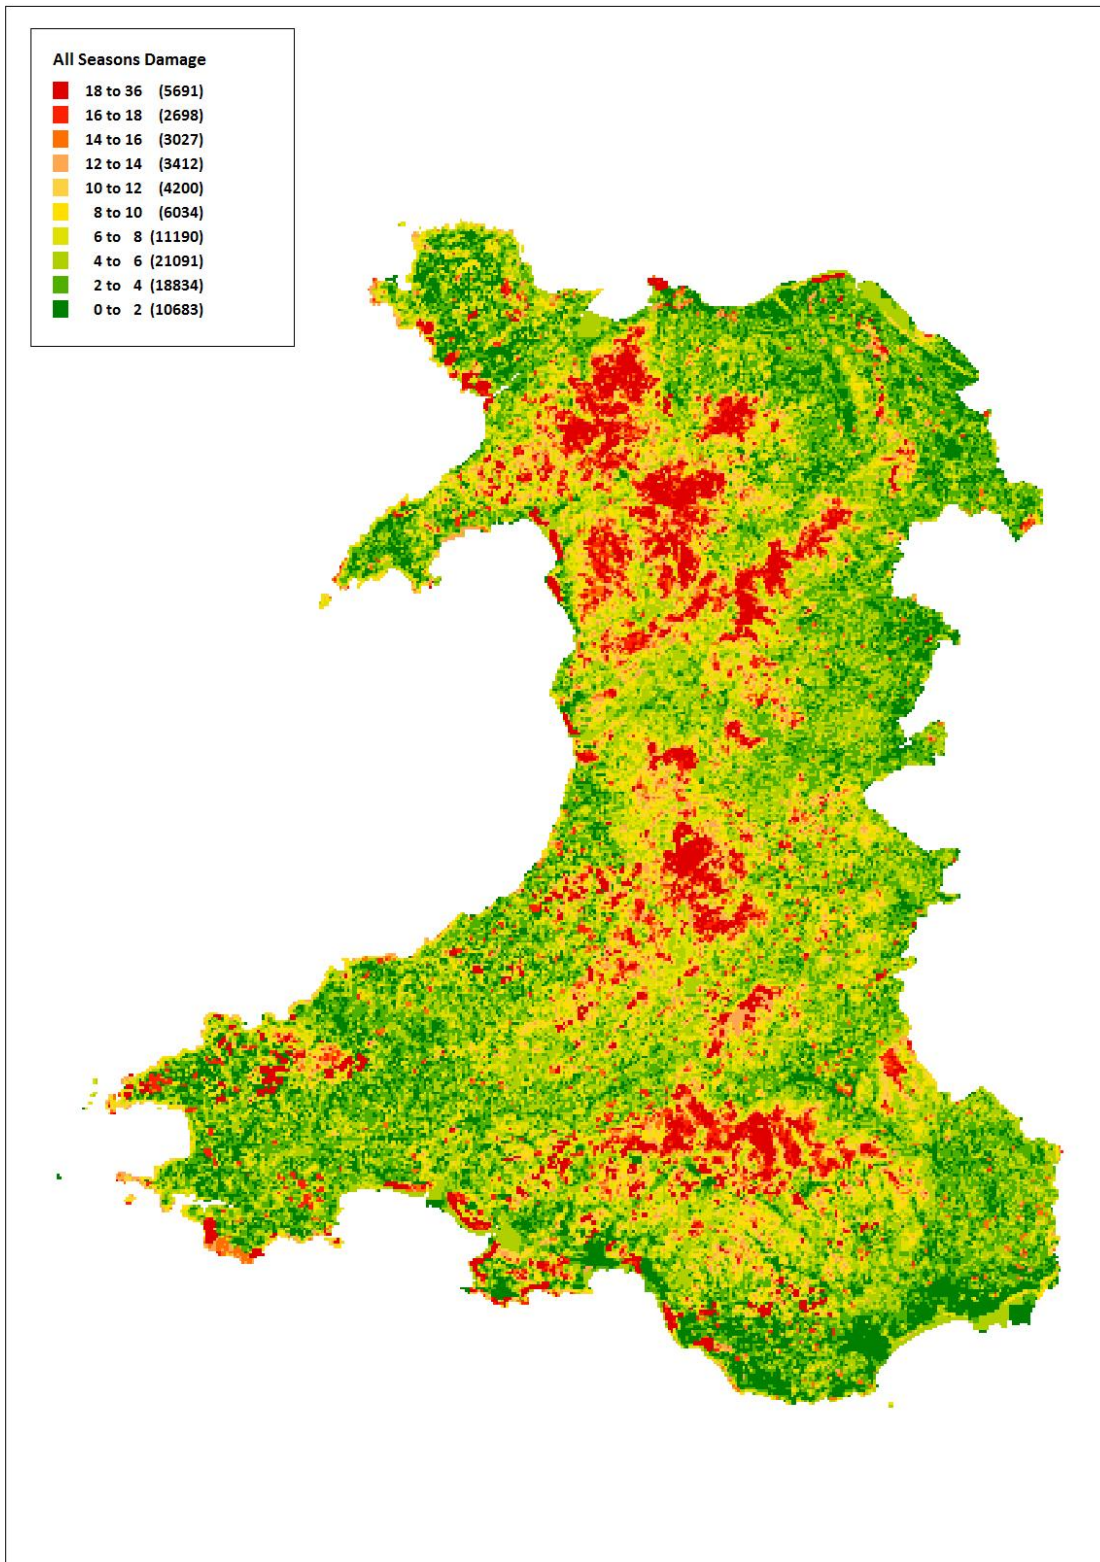 All Seasons Damage
18 to 36 (5691)
16 to 18 (2698)
14 to 16 (3027)
12 to 14 (3412)
10 to 12 (4200)
8 to 10 (6034)
6 to 8 (11190)
4 to 6 (21091)
2 to 4 (18834)
0 to 2 (10683)